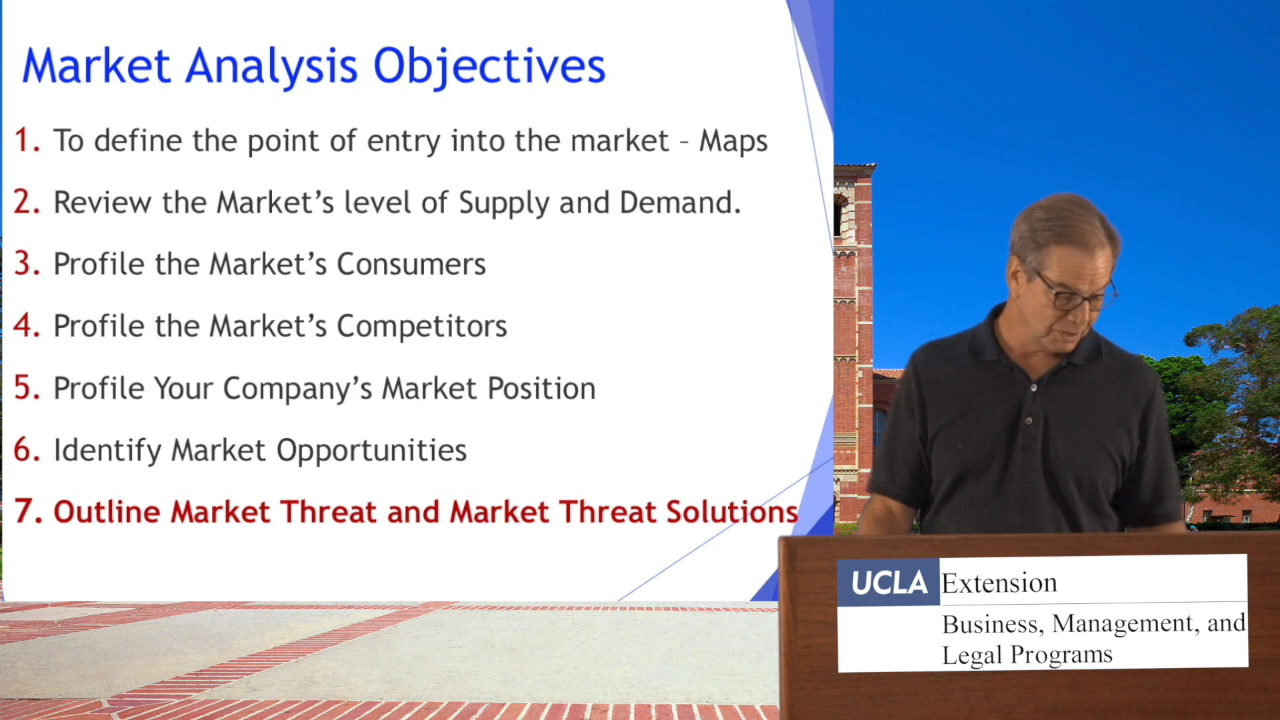 Market Analysis Objectives
1. To define the point of entry into the market – Maps
2. Review the Market’s level of Supply and Demand.
3. Profile the Market’s Consumers
4. Profile the Market’s Competitors
5. Profile Your Company’s Market Position
6. Identify Market Opportunities
7. Outline Market Threat and Market Threat Solutions
UCLA Extension
Business, Management, and
Legal Programs